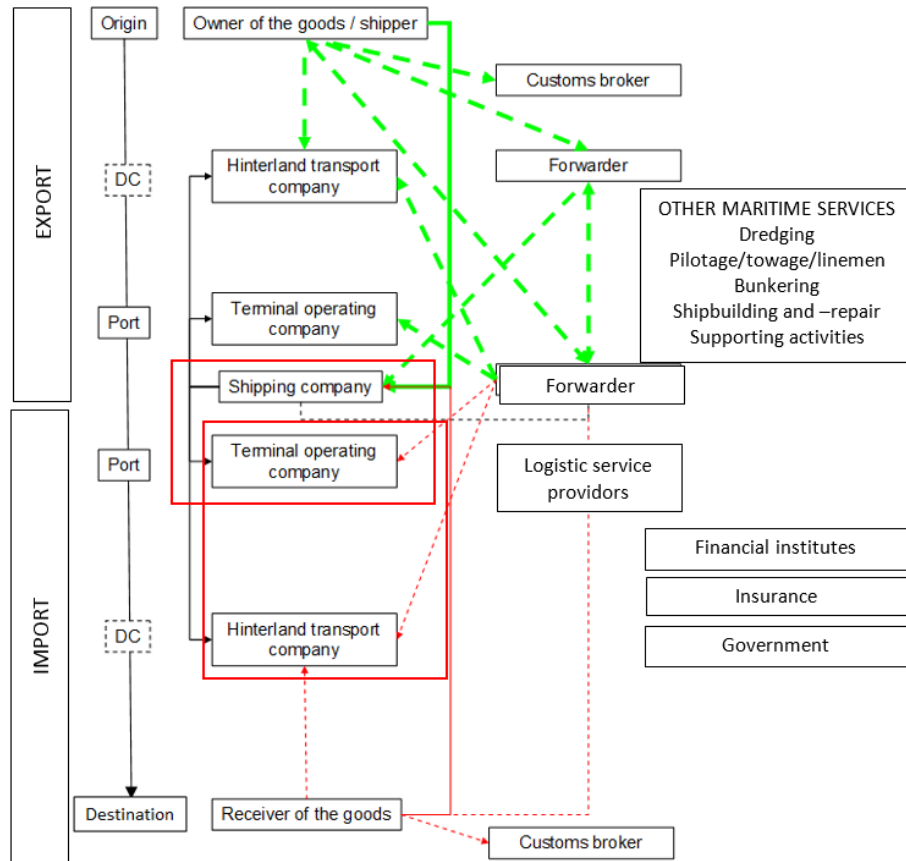 Origin
Owner of the goods / shipper
Customs broker
EXPORT
DC
Hinterland transport
company
Forwarder
OTHER MARITIME SERVICES
Dredging
Pilotage/towage/linemen
Bunkering
Shipbuilding and –repair
Supporting activities
Port
Terminal operating
company
Shipping company
Forwarder
IMPORT
Port
Terminal operating
company
Logistic service
providors
Financial institutes
Insurance
Government
DC
Hinterland transport
company
Destination
Receiver of the goods
Customs broker